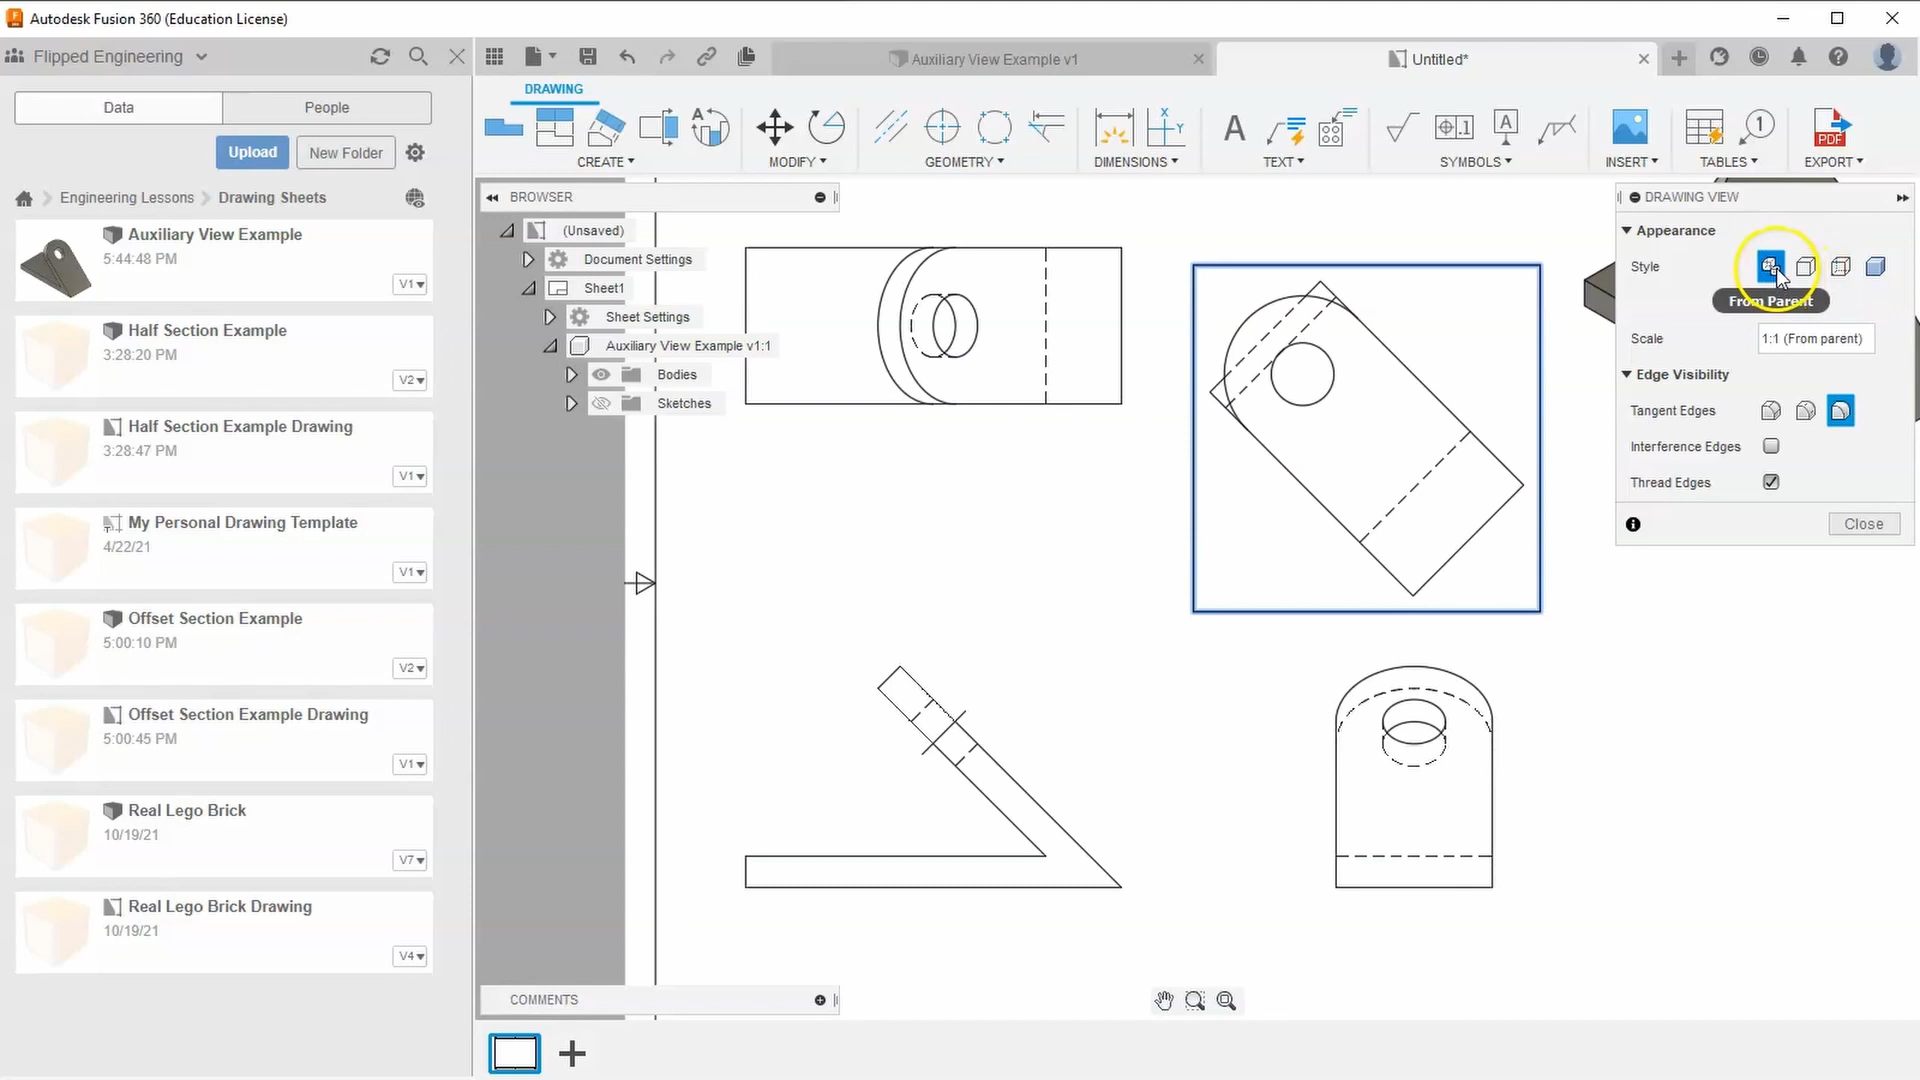 Autodesk Fusion 360 (Education License)
Flipped Engineering
Auxiliary View Example v1
Untitled*
Data
People
DRAWING
Upload
New Folder
CREATE
MODIFY
GEOMETRY
DIMENSIONS
TEXT
SYMBOLS
INSERT
TABLES
EXPORT
Engineering Lessons
Drawing Sheets
BROWSER
DRAWING VIEW
Auxiliary View Example
5:44:48 PM
V1
(Unsaved)
Document Settings
Sheet1
Sheet Settings
Auxiliary View Example v1:1
Bodies
Sketches
Appearance
Style
From Parent
Scale
1:1 (From parent)
Edge Visibility
Tangent Edges
Interference Edges
Thread Edges
Close
Half Section Example
3:28:20 PM
V2
Half Section Example Drawing
3:28:47 PM
V1
My Personal Drawing Template
4/22/21
V1
Offset Section Example
5:00:10 PM
V2
Offset Section Example Drawing
5:00:45 PM
V1
Real Lego Brick
10/19/21
V7
Real Lego Brick Drawing
10/19/21
V4
COMMENTS